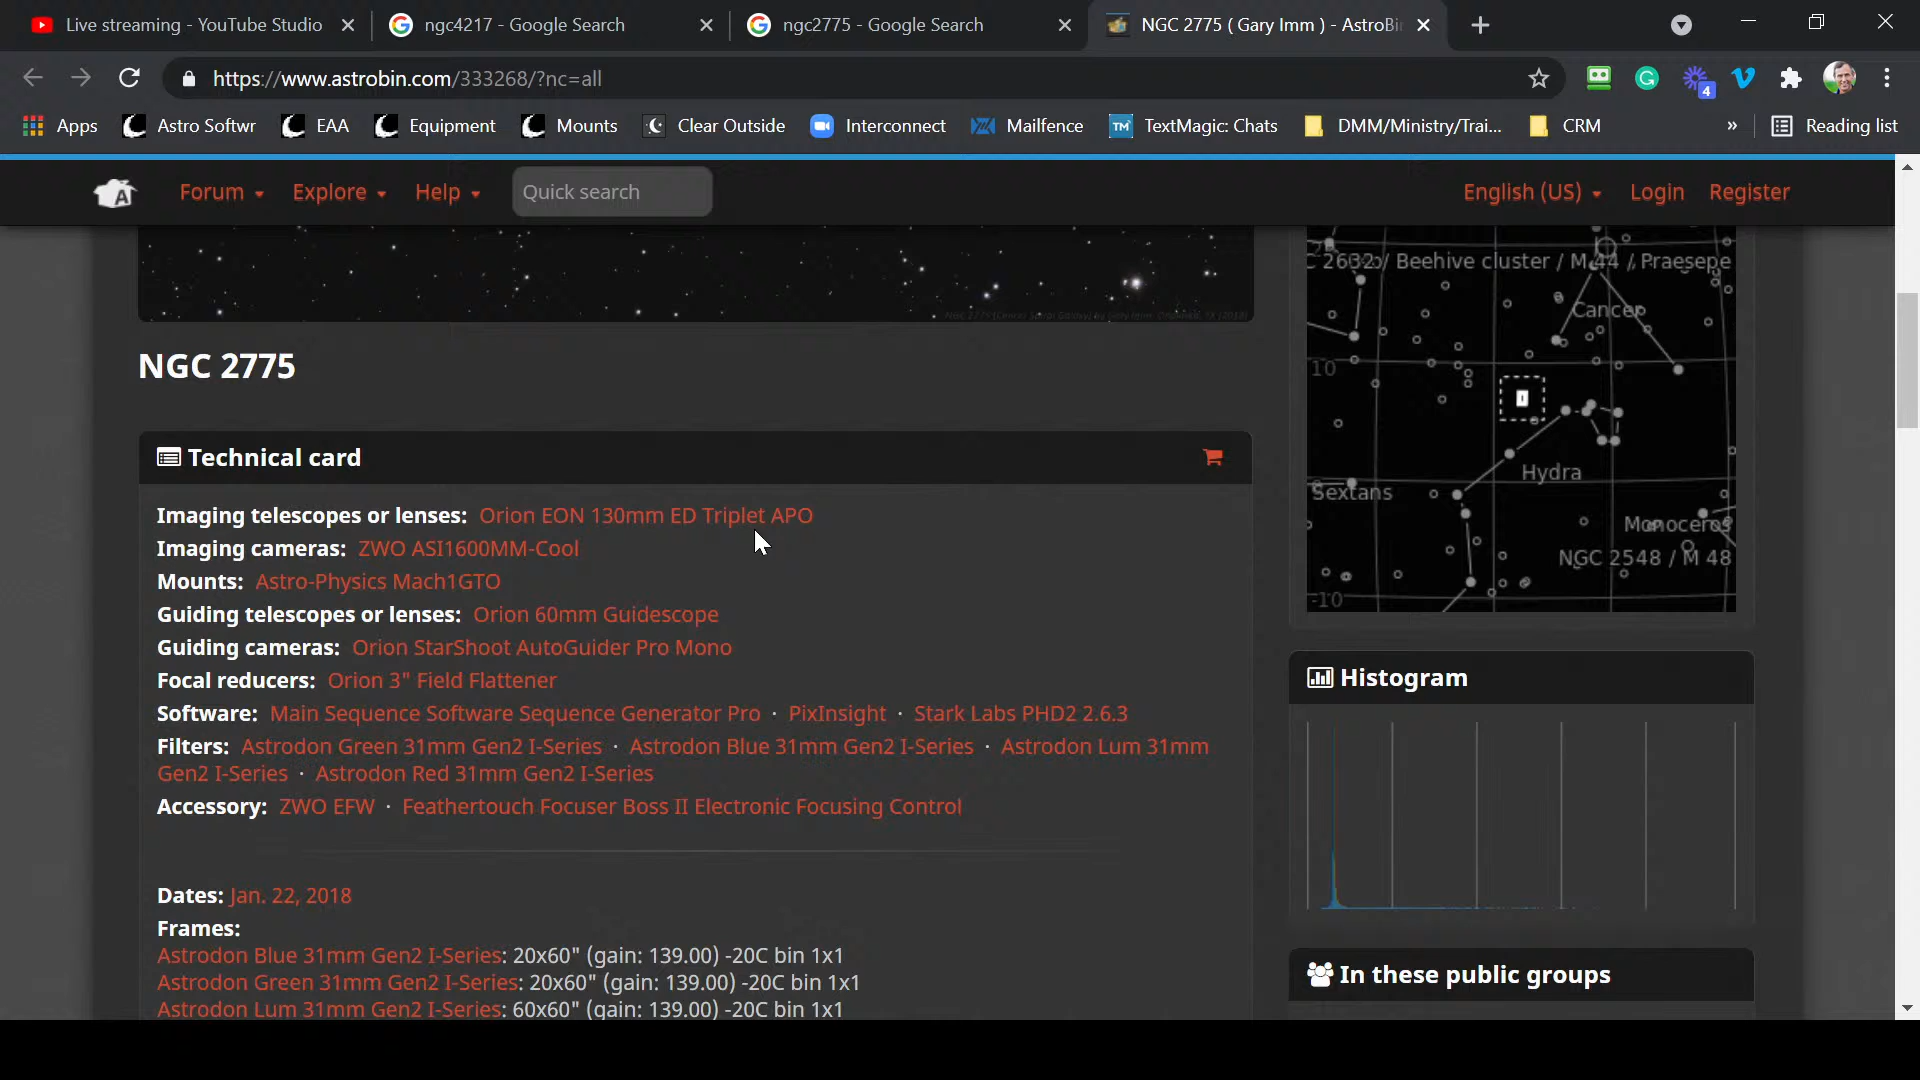 Live streaming - YouTube Studio
ngc4217 - Google Search
ngc2775 - Google Search
NGC 2775 ( Gary Imm ) - AstroBi
https://www.astrobin.com/333268/?nc=all
4
Apps
Astro Softwr
EAA
Equipment
Mounts
Clear Outside
Interconnect
Mailfence
TM TextMagic: Chats
DMM/Ministry/Trai...
CRM
»
Reading list
A
Forum
Explore
Help
Quick search
English (US)
Login
Register
C 2632 / Beehive cluster / M 44 / Praesepe
Cancer
10
Hydra
Sextans
Monoceros
NGC 2548 / M 48
-10
NGC 2775
Technical card
Imaging telescopes or lenses: Orion EON 130mm ED Triplet APO
Imaging cameras: ZWO ASI1600MM-Cool
Mounts: Astro-Physics Mach1GTO
Guiding telescopes or lenses: Orion 60mm Guidescope
Guiding cameras: Orion StarShoot AutoGuider Pro Mono
Focal reducers: Orion 3" Field Flattener
Software: Main Sequence Software Sequence Generator Pro · PixInsight · Stark Labs PHD2 2.6.3
Filters: Astrodon Green 31mm Gen2 I-Series · Astrodon Blue 31mm Gen2 I-Series · Astrodon Lum 31mm
Gen2 I-Series · Astrodon Red 31mm Gen2 I-Series
Accessory: ZWO EFW · Feathertouch Focuser Boss II Electronic Focusing Control
Dates: Jan. 22, 2018
Frames:
Astrodon Blue 31mm Gen2 I-Series: 20x60" (gain: 139.00) -20C bin 1x1
Astrodon Green 31mm Gen2 I-Series: 20x60" (gain: 139.00) -20C bin 1x1
Astrodon Lum 31mm Gen2 I-Series: 60x60" (gain: 139.00) -20C bin 1x1
Histogram
In these public groups